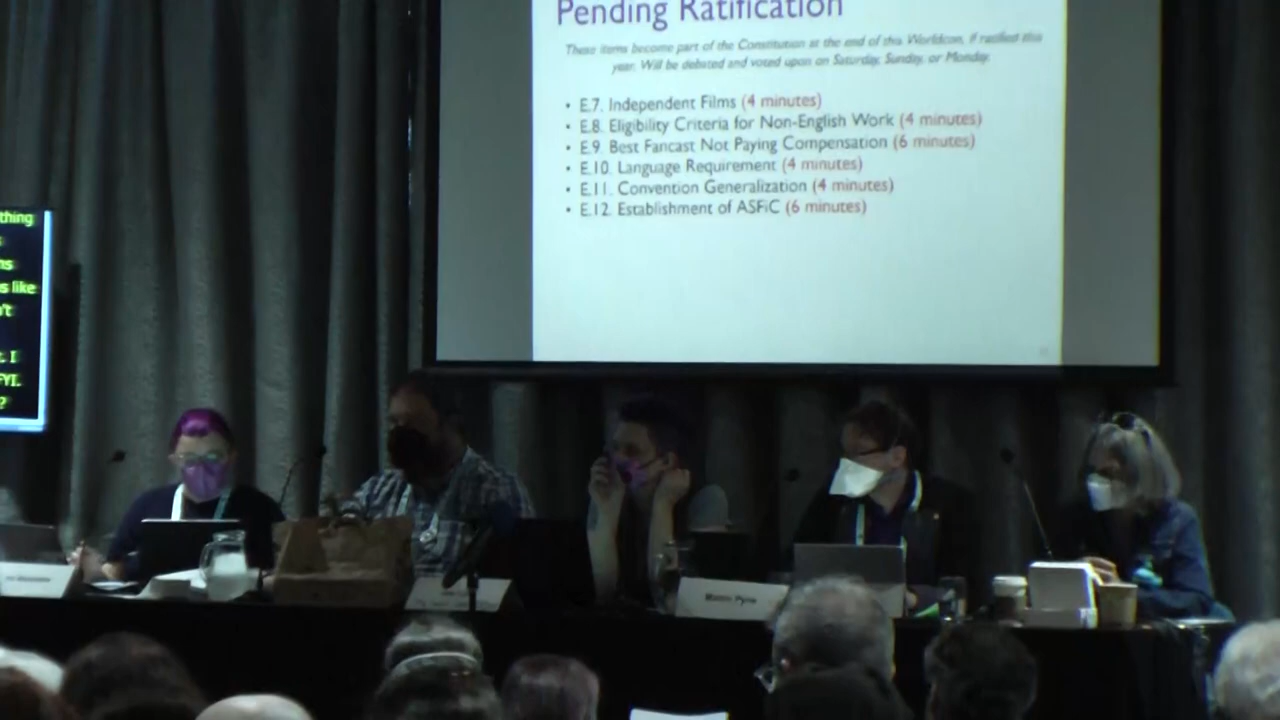 Pending Ratification
These items become part of the Constitution at the end of this Worldcon, if ratified this
year. Will be debated and voted upon on Saturday, Sunday, or Monday.
• E.7. Independent Films (4 minutes)
• E.8. Eligibility Criteria for Non-English Work (4 minutes)
• E.9. Best Fancast Not Paying Compensation (6 minutes)
• E.10. Language Requirement (4 minutes)
• E.11. Convention Generalization (4 minutes)
• E.12. Establishment of ASFiC (6 minutes)
thing
s like
I
FYI.
?